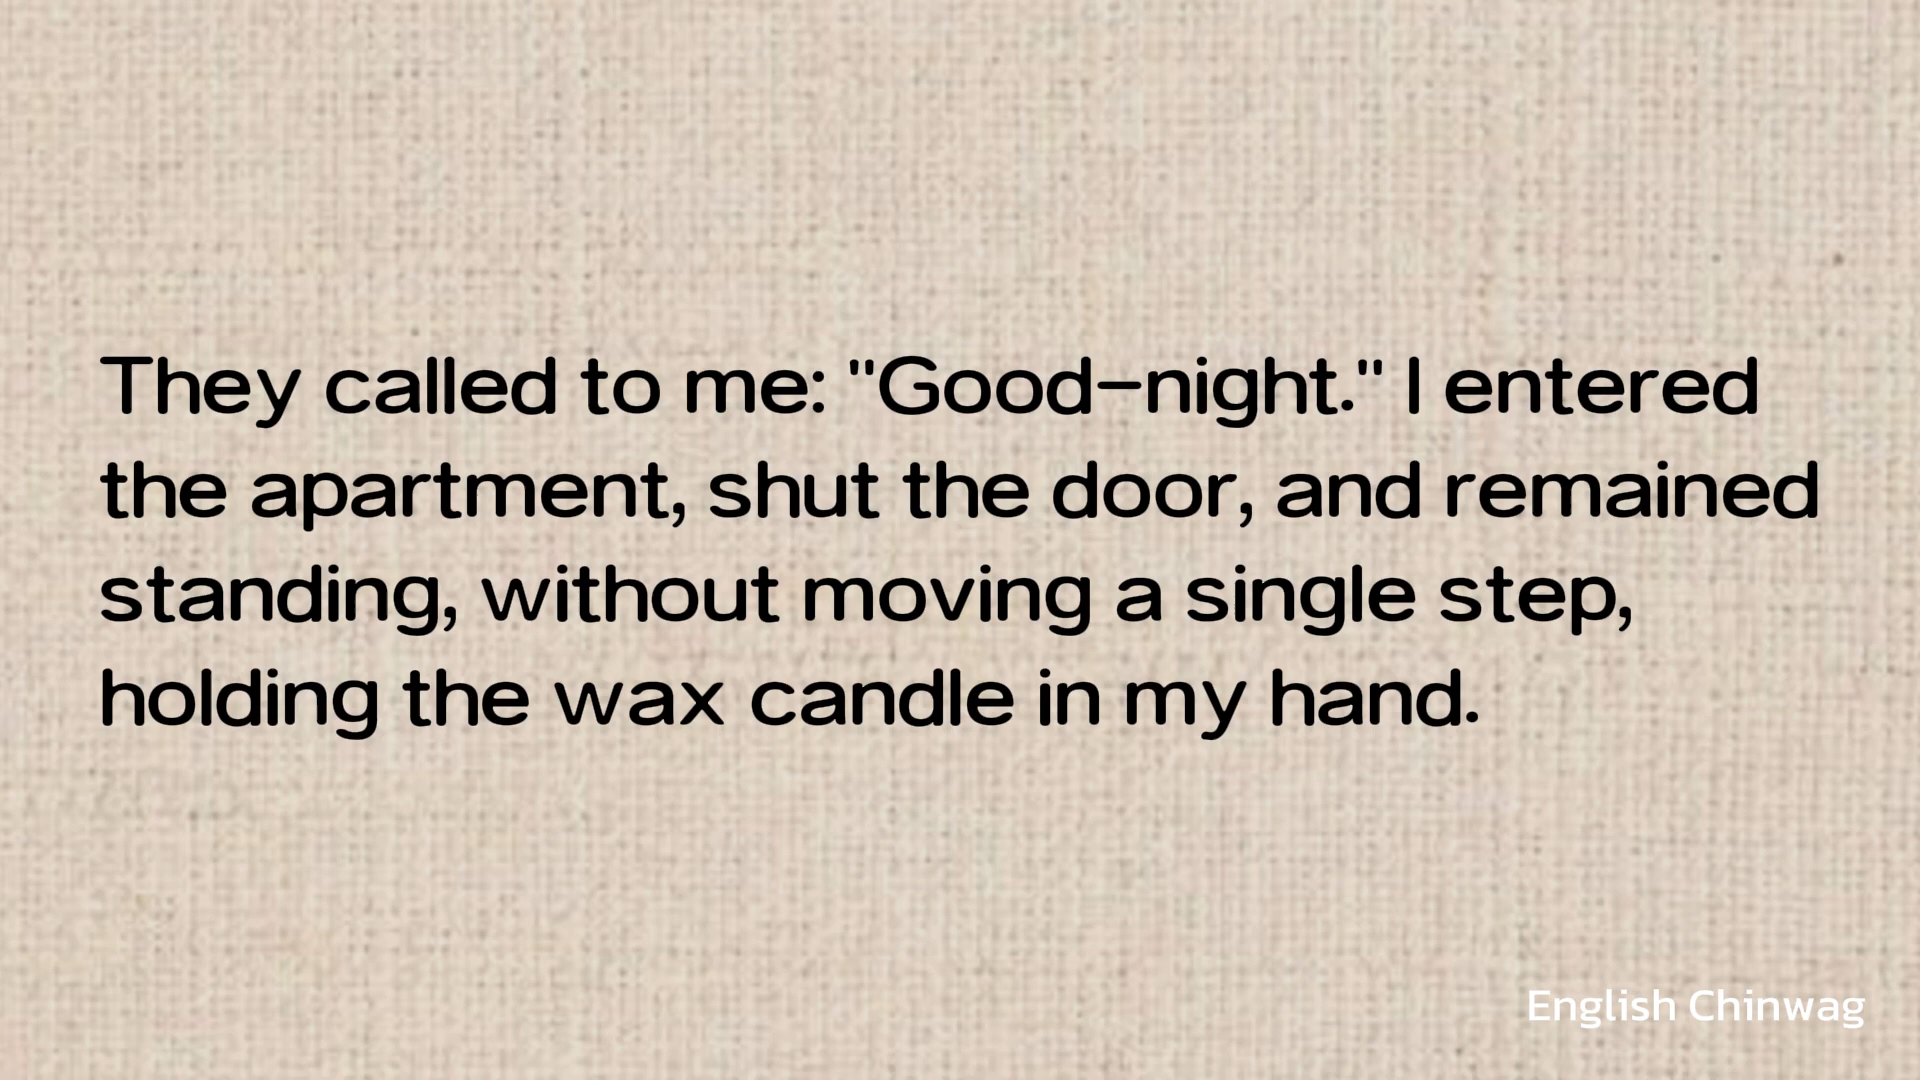 They called to me: "Good-night." I entered
the apartment, shut the door, and remained
standing, without moving a single step,
holding the wax candle in my hand.
English Chinwag